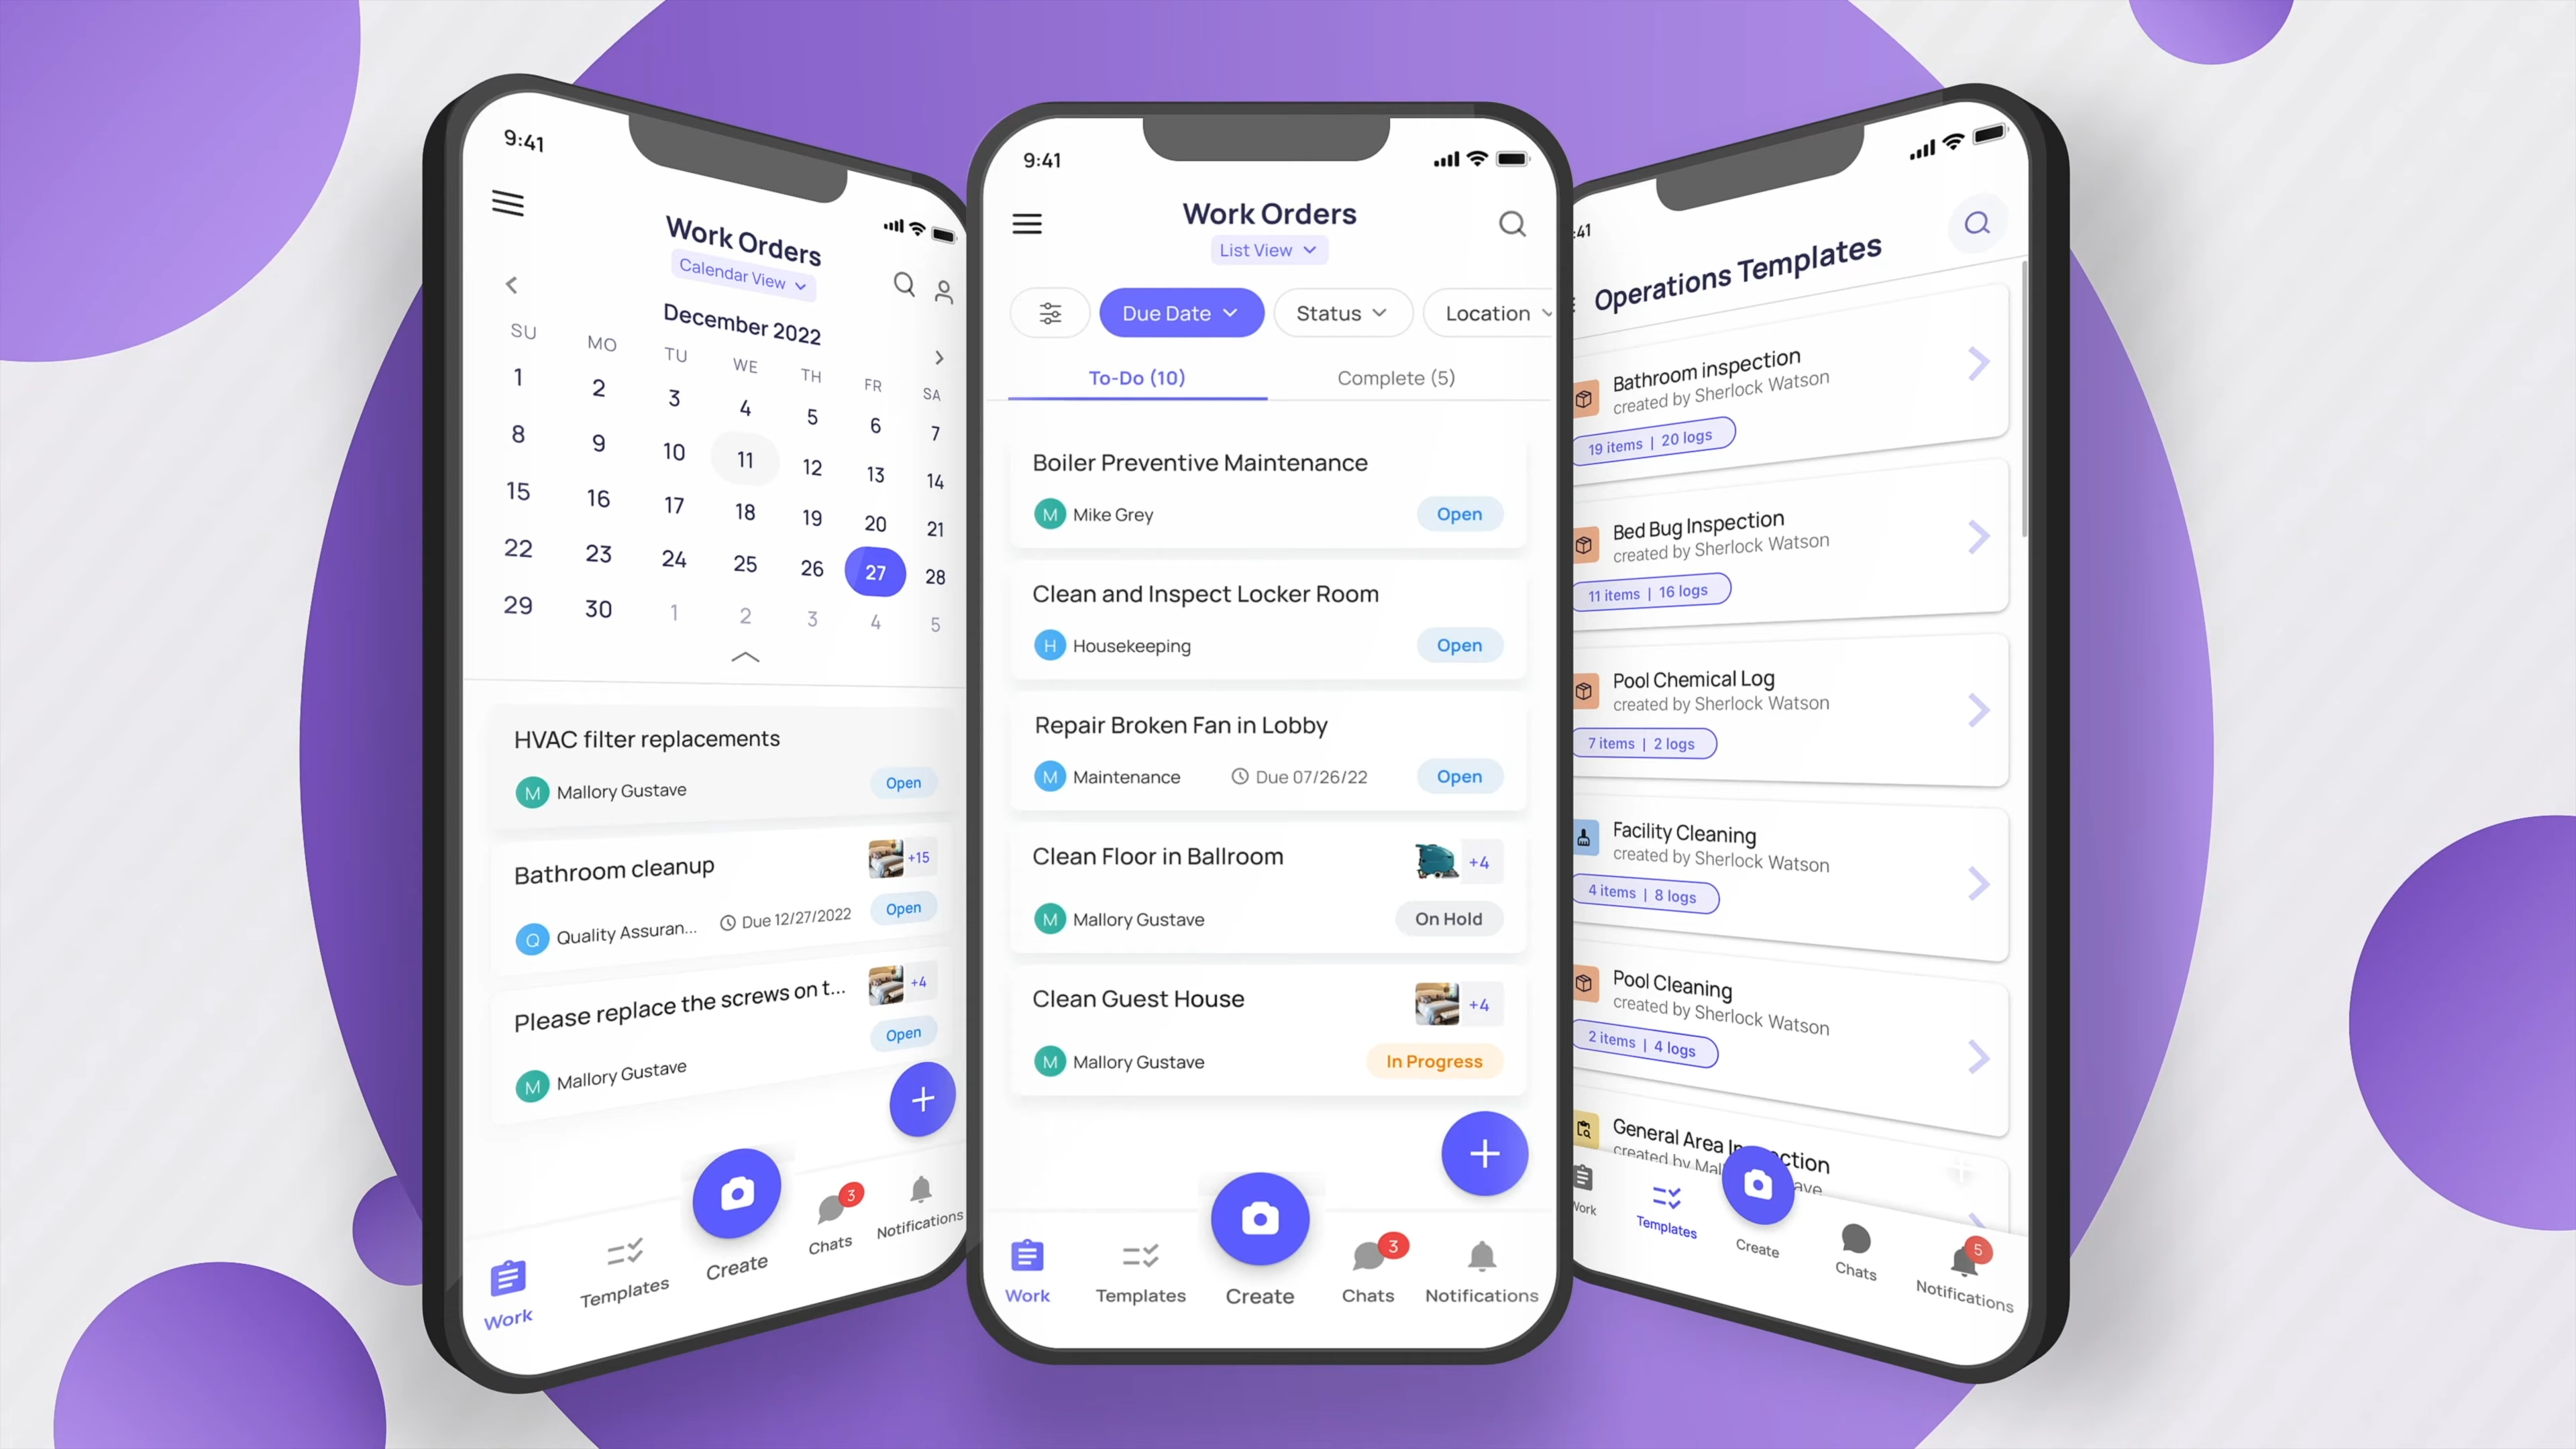 9:41
Work Orders
Calendar View
December 2022
SU MO TU WE TH FR SA
1 2 3 4 5 6 7
8 9 10 11 12 13 14
15 16 17 18 19 20 21
22 23 24 25 26 27 28
29 30 1 2 3 4 5
HVAC filter replacements
M Mallory Gustave Open
Bathroom cleanup +15
Q Quality Assuran... Due 12/27/2022 Open
Please replace the screws on t... +4
Open
M Mallory Gustave
+
3
Work Templates Create Chats Notifications
9:41
Work Orders
List View
Due Date Status Location
To-Do (10) Complete (5)
Boiler Preventive Maintenance
M Mike Grey Open
Clean and Inspect Locker Room
H Housekeeping Open
Repair Broken Fan in Lobby
M Maintenance Due 07/26/22 Open
Clean Floor in Ballroom +4
M Mallory Gustave On Hold
Clean Guest House +4
M Mallory Gustave In Progress
+
3
Work Templates Create Chats Notifications
:41
Operations Templates
Bathroom inspection
created by Sherlock Watson
19 items | 20 logs
Bed Bug Inspection
created by Sherlock Watson
11 items | 16 logs
Pool Chemical Log
created by Sherlock Watson
7 items | 2 logs
Facility Cleaning
created by Sherlock Watson
4 items | 8 logs
Pool Cleaning
created by Sherlock Watson
2 items | 4 logs
General Area
created by
5
Templates Create Chats Notifications